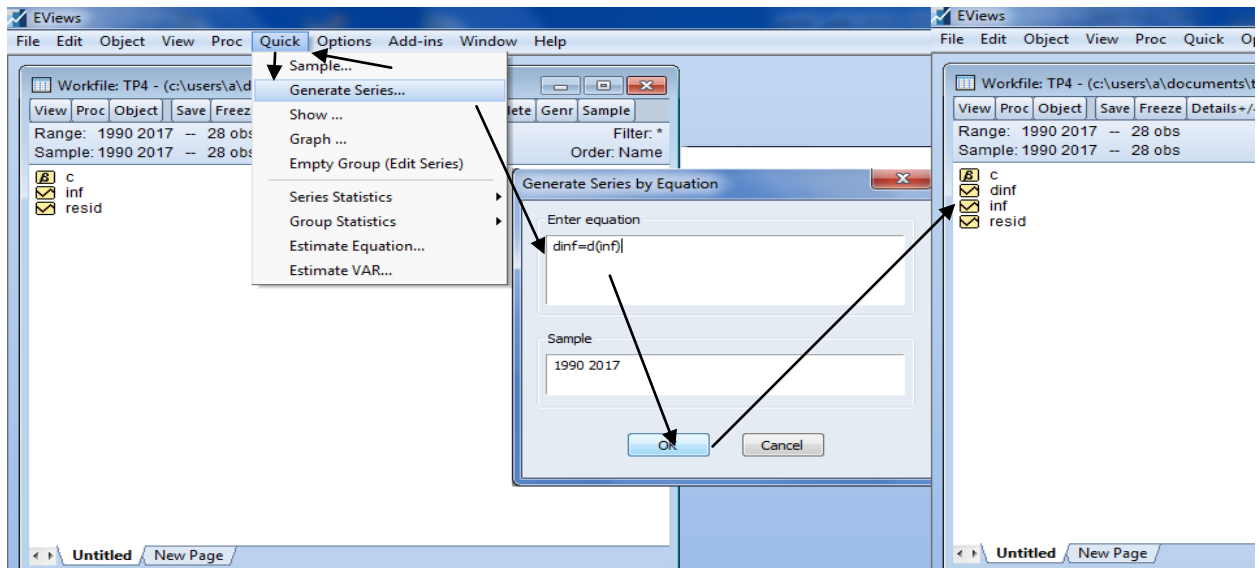 EViews
File Edit Object View Proc Quick Options Add-ins Window Help
Sample...
Generate Series...
Show ...
Graph ...
Empty Group (Edit Series)
Series Statistics
Group Statistics
Estimate Equation...
Estimate VAR...
Workfile: TP4 - (c:\users\a\d
View Proc Object Save Freez ete Genr Sample
Range: 1990 2017 -- 28 obs Filter: *
Sample: 1990 2017 -- 28 obs Order: Name
c
inf
resid
Untitled New Page
Generate Series by Equation
Enter equation
dinf=d(inf)
Sample
1990 2017
OK Cancel
EViews
File Edit Object View Proc Quick Op
Workfile: TP4 - (c:\users\a\documents\t
View Proc Object Save Freeze Details+/-
Range: 1990 2017 -- 28 obs
Sample: 1990 2017 -- 28 obs
c
dinf
inf
resid
Untitled New Page